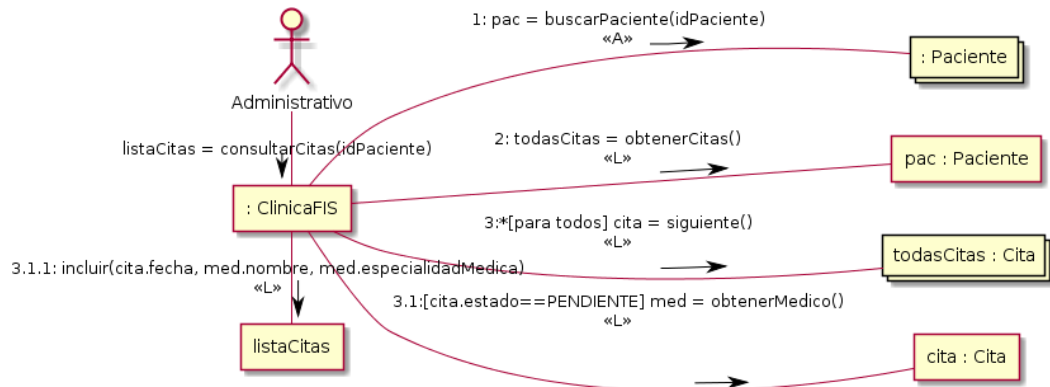 1: pac = buscarPaciente(idPaciente)
«A»
: Paciente
Administrativo
listaCitas = consultarCitas(idPaciente)
2: todasCitas = obtenerCitas()
«L»
pac : Paciente
: ClinicaFIS
3:*[para todos] cita = siguiente()
«L»
todasCitas : Cita
3.1.1: incluir(cita.fecha, med.nombre, med.especialidadMedica)
«L»
3.1:[cita.estado==PENDIENTE] med = obtenerMedico()
«L»
listaCitas
cita : Cita